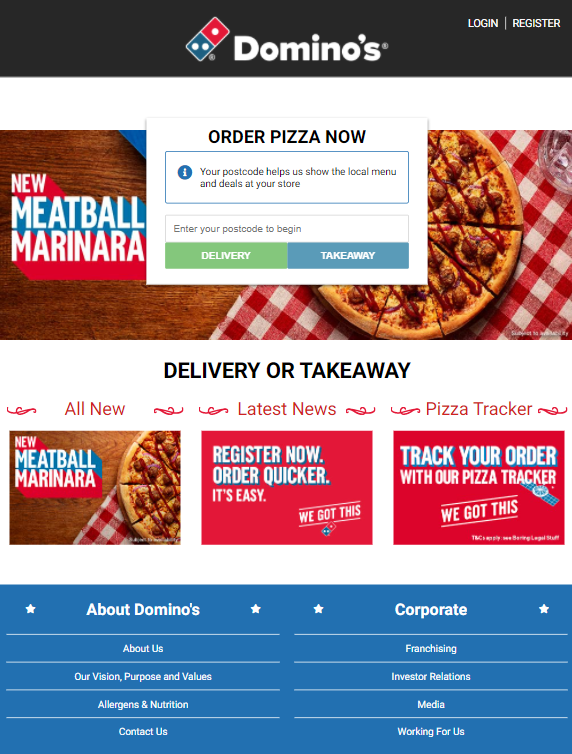 Domino's®
LOGIN | REGISTER
ORDER PIZZA NOW
Your postcode helps us show the local menu
and deals at your store
Enter your postcode to begin
DELIVERY
TAKEAWAY
NEW
MEATBALL
MARINARA
Subject to availability
DELIVERY OR TAKEAWAY
All New
Latest News
Pizza Tracker
NEW
MEATBALL
MARINARA
Subject to availability
REGISTER NOW.
ORDER QUICKER.
IT'S EASY.
WE GOT THIS
TRACK YOUR ORDER
WITH OUR PIZZA TRACKER
WE GOT THIS
T&Cs apply: see Boring Legal Stuff
About Domino's
About Us
Our Vision, Purpose and Values
Allergens & Nutrition
Contact Us
Corporate
Franchising
Investor Relations
Media
Working For Us